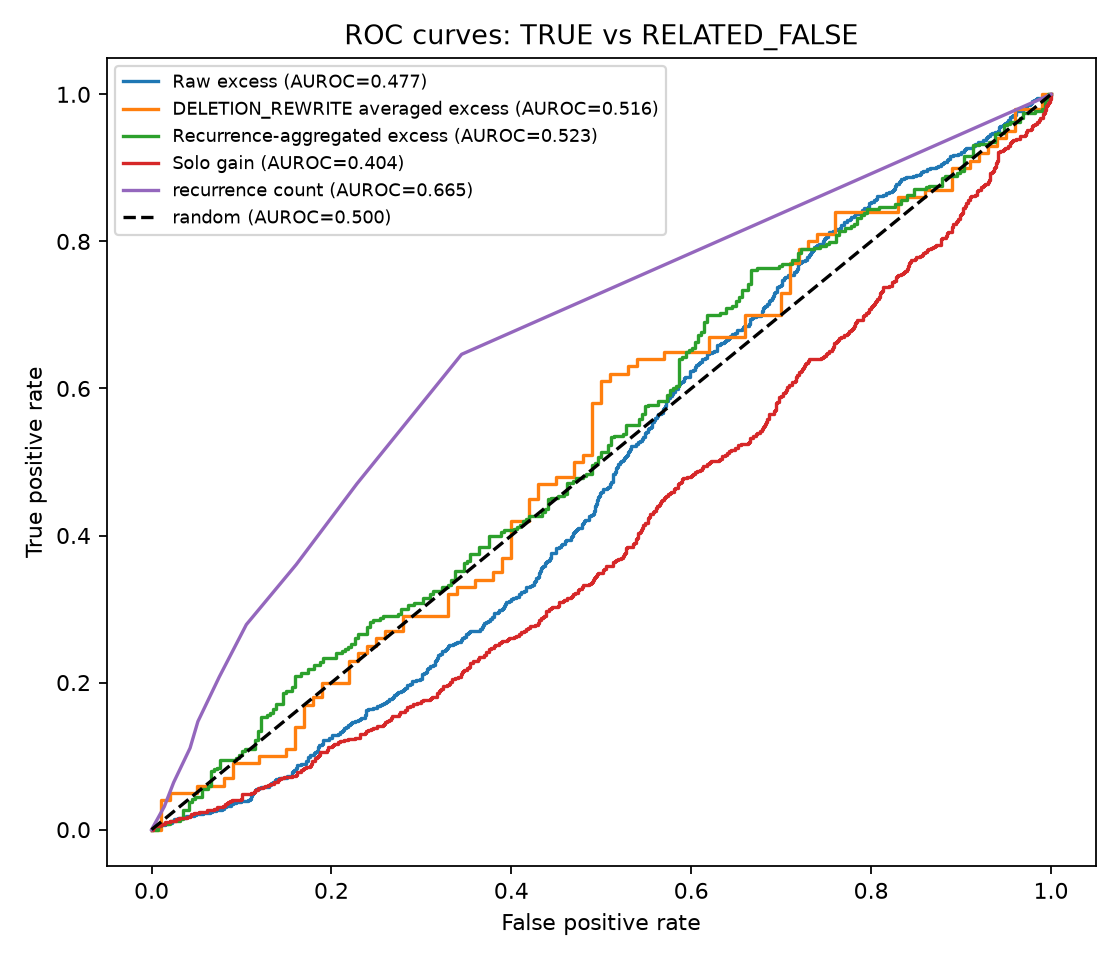 ROC curves: TRUE vs RELATED_FALSE
Raw excess (AUROC=0.477)
DELETION_REWRITE averaged excess (AUROC=0.516)
Recurrence-aggregated excess (AUROC=0.523)
Solo gain (AUROC=0.404)
recurrence count (AUROC=0.665)
random (AUROC=0.500)
True positive rate
1.0
0.8
0.6
0.4
0.2
0.0
0.0 0.2 0.4 0.6 0.8 1.0
False positive rate